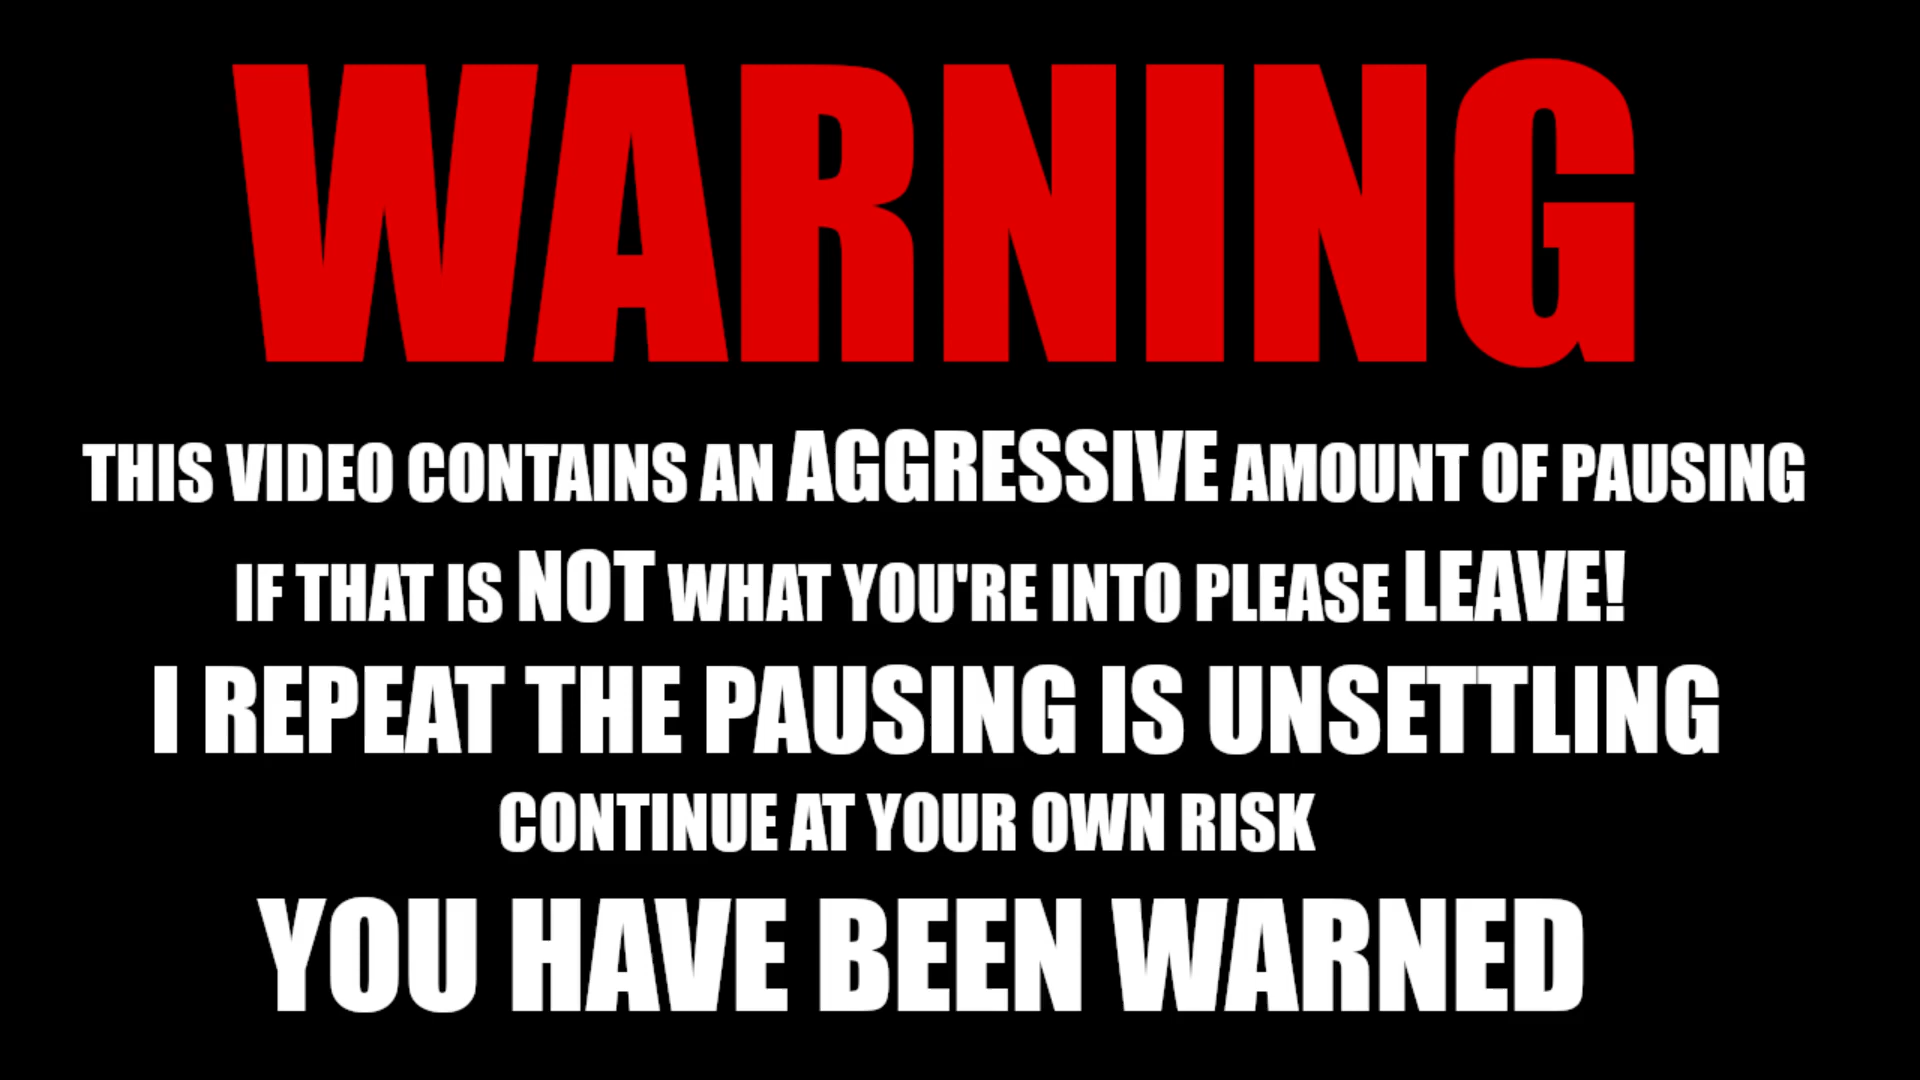 WARNING
THIS VIDEO CONTAINS AN AGGRESSIVE AMOUNT OF PAUSING
IF THAT IS NOT WHAT YOU'RE INTO PLEASE LEAVE!
I REPEAT THE PAUSING IS UNSETTLING
CONTINUE AT YOUR OWN RISK
YOU HAVE BEEN WARNED